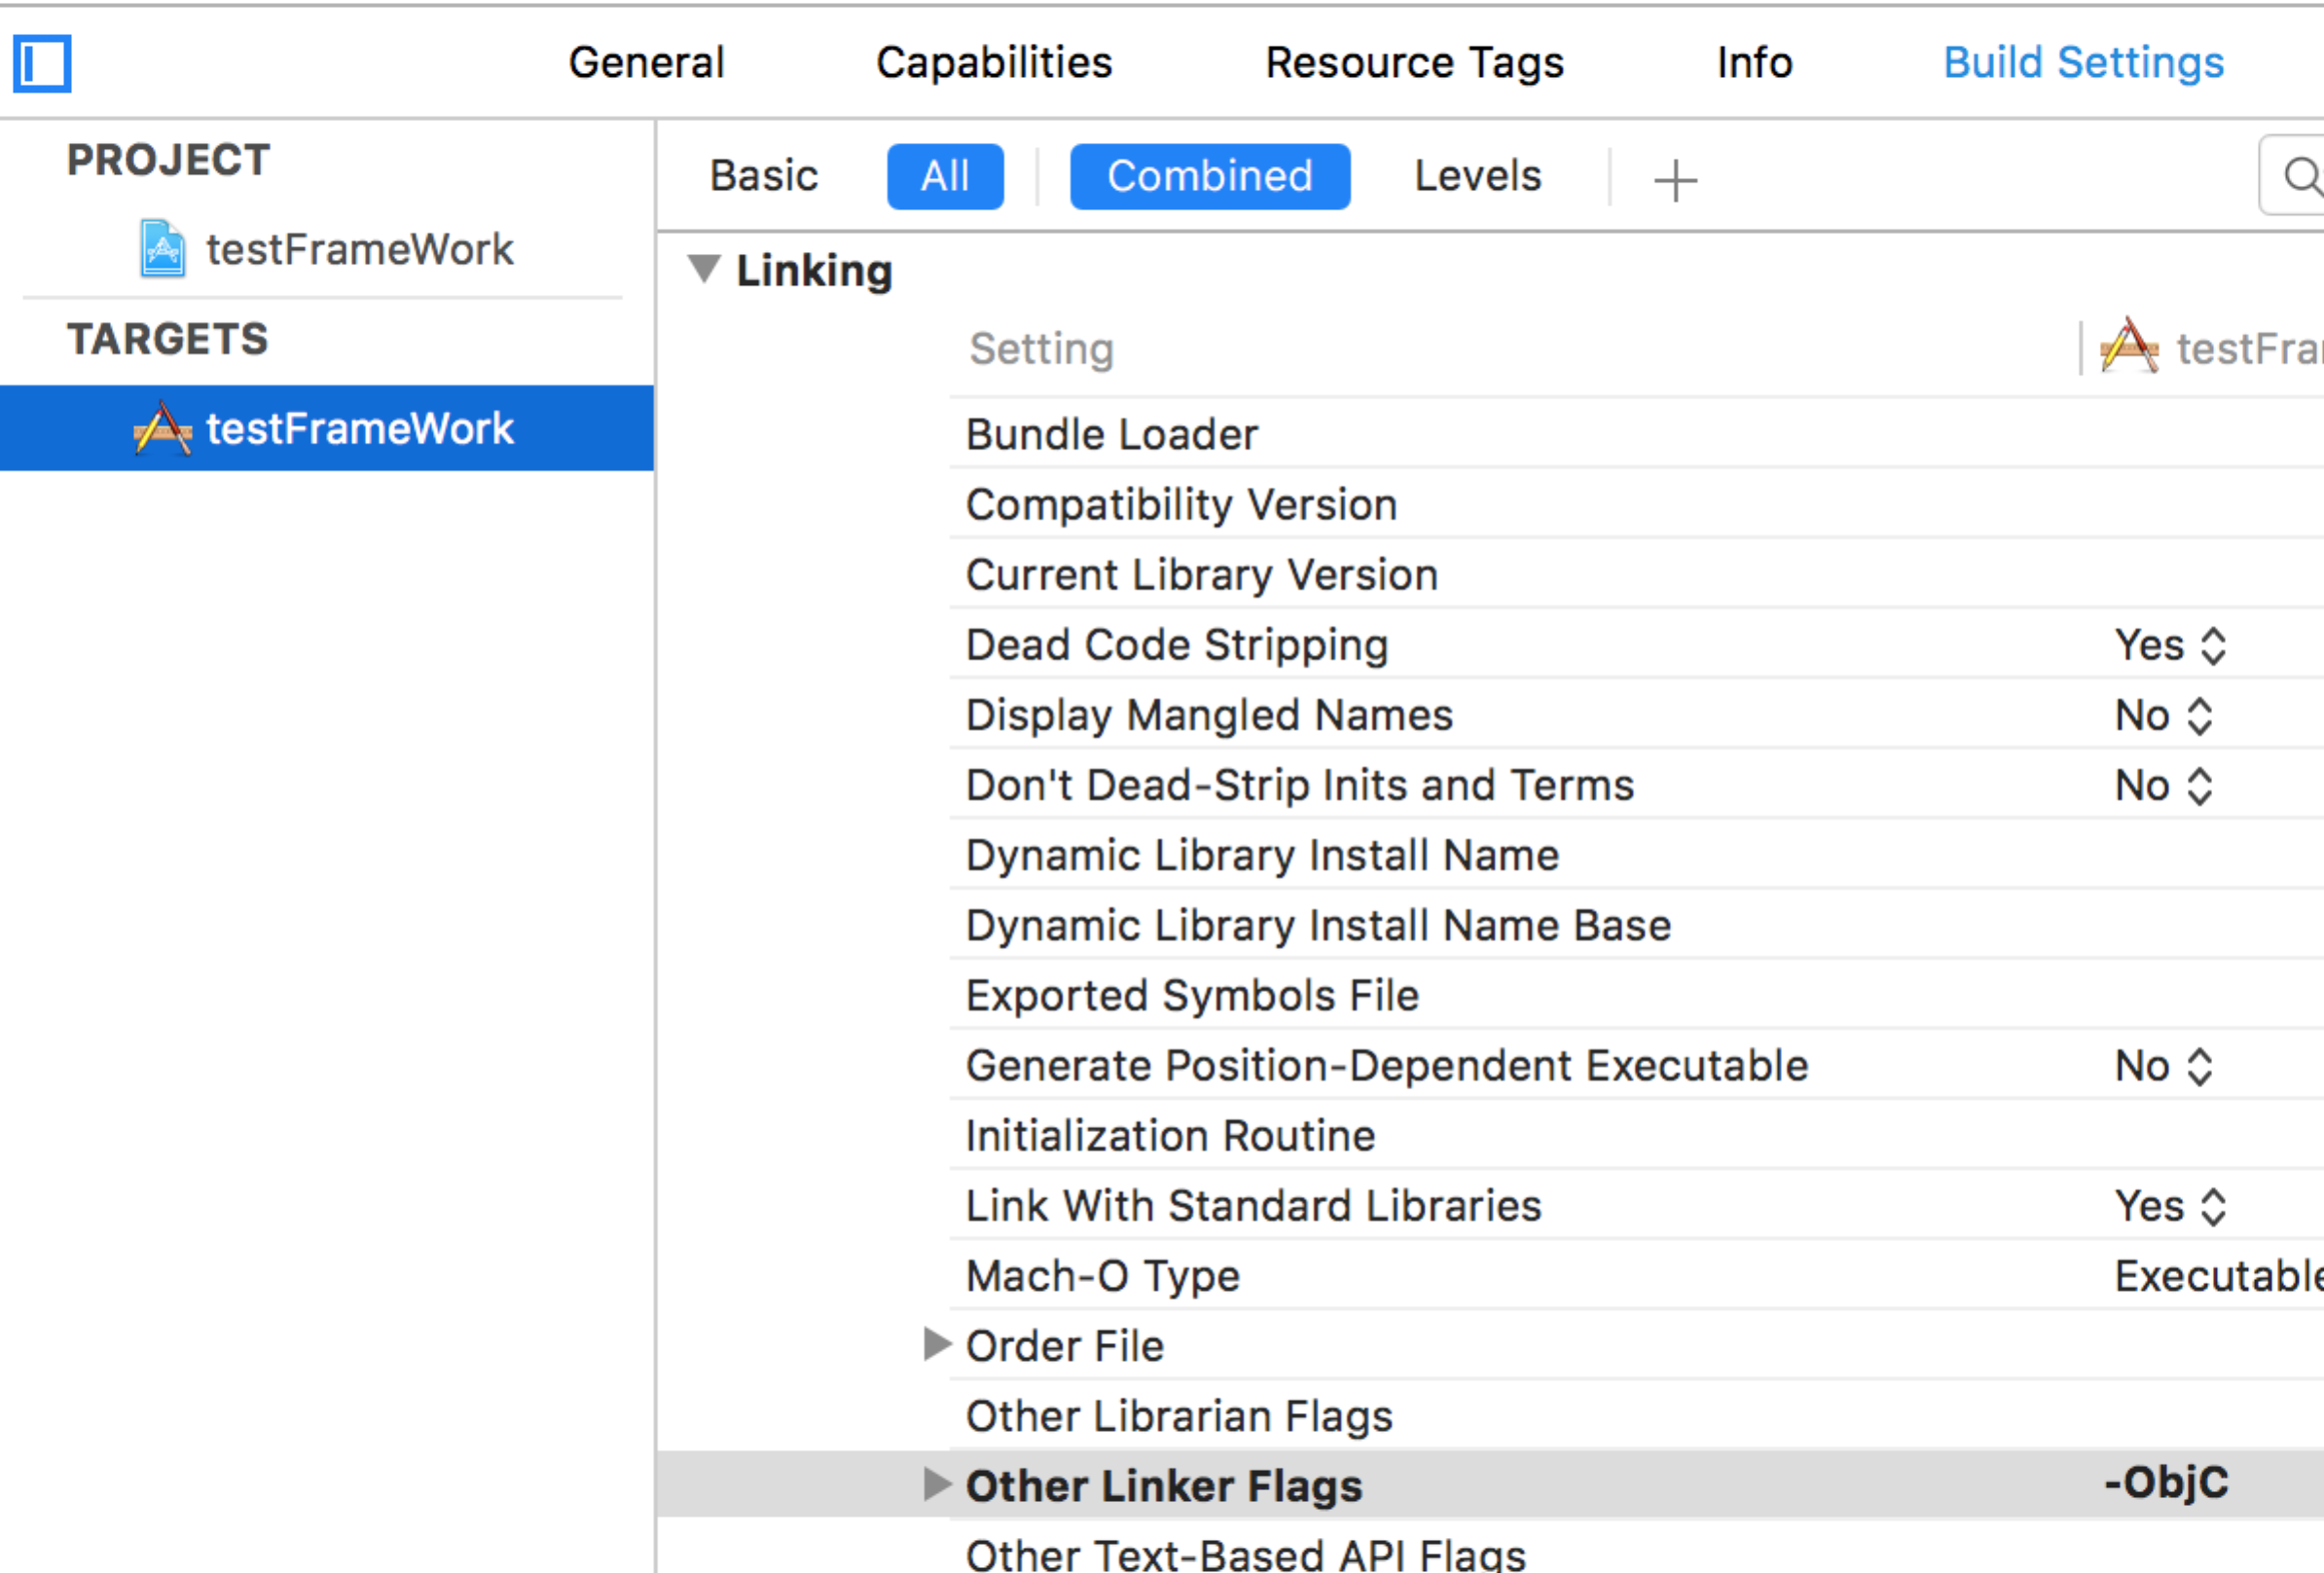 General Capabilities Resource Tags Info Build Settings
PROJECT
testFrameWork
TARGETS
testFrameWork
Basic All Combined Levels
Linking
Setting testFra
Bundle Loader
Compatibility Version
Current Library Version
Dead Code Stripping Yes
Display Mangled Names No
Don't Dead-Strip Inits and Terms No
Dynamic Library Install Name
Dynamic Library Install Name Base
Exported Symbols File
Generate Position-Dependent Executable No
Initialization Routine
Link With Standard Libraries Yes
Mach-O Type Executable
Order File
Other Librarian Flags
Other Linker Flags -ObjC
Other Text-Based API Flags